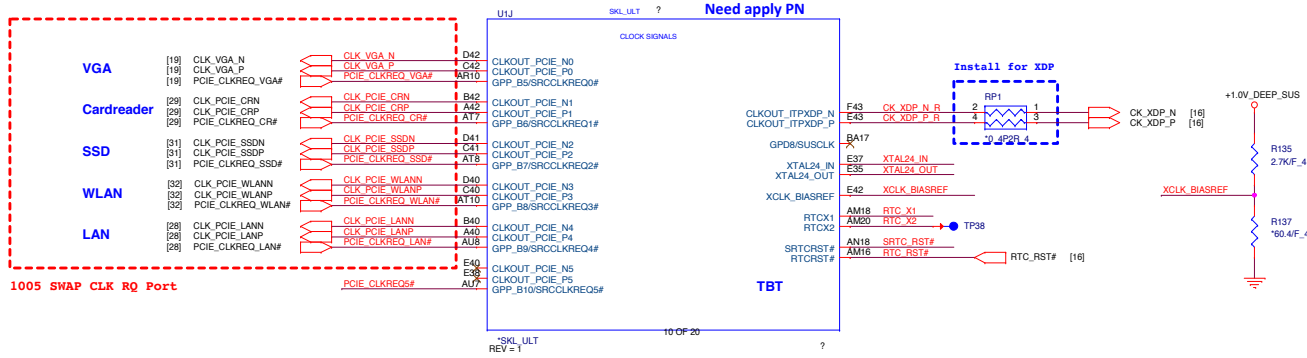 U1J
SKL_ULT ?
Need apply PN
CLOCK SIGNALS
VGA
[19] CLK_VGA_N CLK_VGA_N D42 CLKOUT_PCIE_N0
[19] CLK_VGA_P CLK_VGA_P C42 CLKOUT_PCIE_P0
[19] PCIE_CLKREQ_VGA# PCIE_CLKREQ_VGA# AR10 GPP_B5/SRCCLKREQ0#
Cardreader
[29] CLK_PCIE_CRN CLK_PCIE_CRN B42 CLKOUT_PCIE_N1
[29] CLK_PCIE_CRP CLK_PCIE_CRP A42 CLKOUT_PCIE_P1
[29] PCIE_CLKREQ_CR# PCIE_CLKREQ_CR# AT7 GPP_B6/SRCCLKREQ1#
SSD
[31] CLK_PCIE_SSDN CLK_PCIE_SSDN D41 CLKOUT_PCIE_N2
[31] CLK_PCIE_SSDP CLK_PCIE_SSDP C41 CLKOUT_PCIE_P2
[31] PCIE_CLKREQ_SSD# PCIE_CLKREQ_SSD# AT8 GPP_B7/SRCCLKREQ2#
WLAN
[32] CLK_PCIE_WLANN CLK_PCIE_WLANN D40 CLKOUT_PCIE_N3
[32] CLK_PCIE_WLANP CLK_PCIE_WLANP C40 CLKOUT_PCIE_P3
[32] PCIE_CLKREQ_WLAN# PCIE_CLKREQ_WLAN# AT10 GPP_B8/SRCCLKREQ3#
LAN
[28] CLK_PCIE_LANN CLK_PCIE_LANN B40 CLKOUT_PCIE_N4
[28] CLK_PCIE_LANP CLK_PCIE_LANP A40 CLKOUT_PCIE_P4
[28] PCIE_CLKREQ_LAN# PCIE_CLKREQ_LAN# AU8 GPP_B9/SRCCLKREQ4#
E40 CLKOUT_PCIE_N5
E38 CLKOUT_PCIE_P5
PCIE_CLKREQ5# AU7 GPP_B10/SRCCLKREQ5#
1005 SWAP CLK RQ Port
Install for XDP
RP1
CLKOUT_ITPXDP_N F43 CK_XDP_N_R 2 1 CK_XDP_N [16]
CLKOUT_ITPXDP_P E43 CK_XDP_P_R 4 3 CK_XDP_P [16]
*0_4P2R_4
GPD8/SUSCLK BA17
XTAL24_IN E37 XTAL24_IN
XTAL24_OUT E35 XTAL24_OUT
XCLK_BIASREF E42 XCLK_BIASREF
RTCX1 AM18 RTC_X1
RTCX2 AM20 RTC_X2 TP38
SRTCRST# AN18 SRTC_RST#
RTCRST# AM16 RTC_RST# RTC_RST# [16]
TBT
+1.0V_DEEP_SUS
R135
2.7K/F_4
XCLK_BIASREF
R137
*60.4/F_4
10 OF 20
*SKL_ULT
REV = 1
?